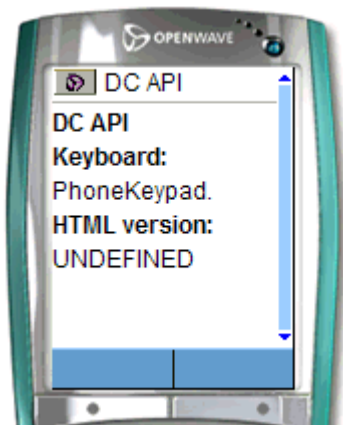 OPENWAVE
DC API
DC API
Keyboard:
PhoneKeypad.
HTML version:
UNDEFINED